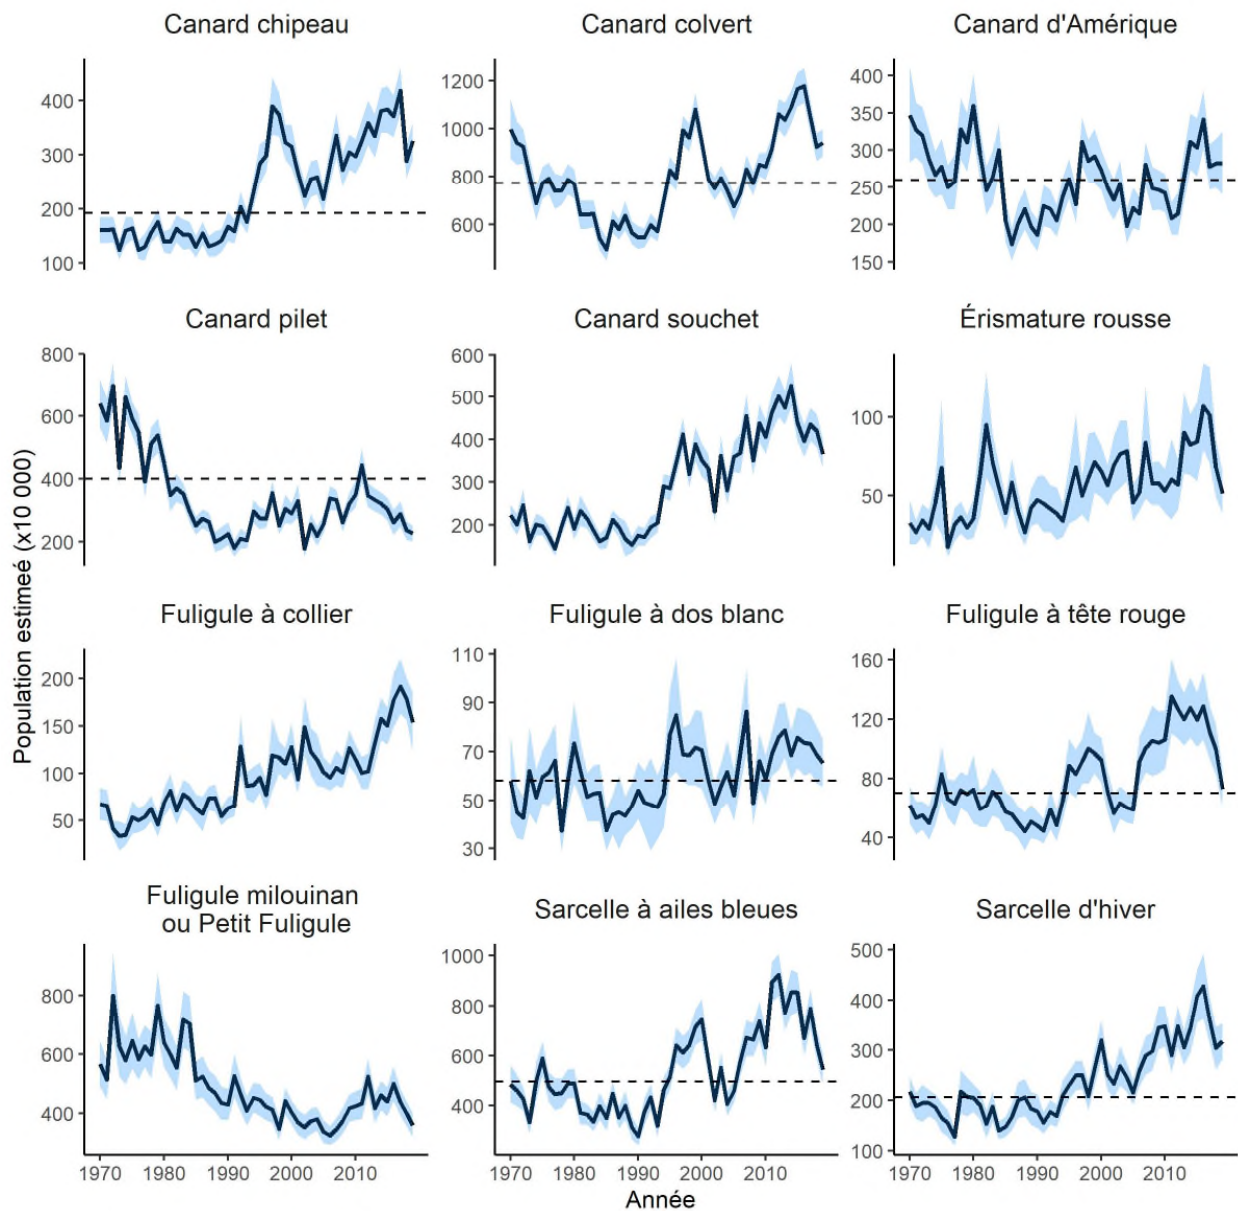 Canard chipeau
Canard colvert
Canard d'Amérique
400
300
200
100
1200
1000
800
600
400
350
300
250
200
150
Canard pilet
Canard souchet
Érismature rousse
800
600
400
200
600
500
400
300
200
100
50
Population estimeé (x10 000)
Fuligule à collier
Fuligule à dos blanc
Fuligule à tête rouge
200
150
100
50
110
90
70
50
30
160
120
80
40
Fuligule milouinan
ou Petit Fuligule
Sarcelle à ailes bleues
Sarcelle d'hiver
800
600
400
1000
800
600
400
500
400
300
200
100
1970 1980 1990 2000 2010
1970 1980 1990 2000 2010
1970 1980 1990 2000 2010
Année